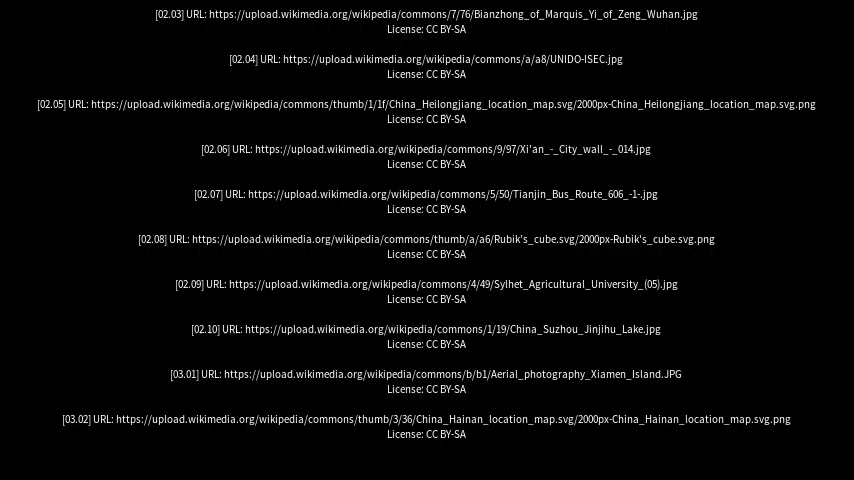 [02.03] URL: https://upload.wikimedia.org/wikipedia/commons/7/76/Bianzhong_of_Marquis_Yi_of_Zeng_Wuhan.jpg
License: CC BY-SA
[02.04] URL: https://upload.wikimedia.org/wikipedia/commons/a/a8/UNIDO-ISEC.jpg
License: CC BY-SA
[02.05] URL: https://upload.wikimedia.org/wikipedia/commons/thumb/1/1f/China_Heilongjiang_location_map.svg/2000px-China_Heilongjiang_location_map.svg.png
License: CC BY-SA
[02.06] URL: https://upload.wikimedia.org/wikipedia/commons/9/97/Xi'an_-_City_wall_-_014.jpg
License: CC BY-SA
[02.07] URL: https://upload.wikimedia.org/wikipedia/commons/5/50/Tianjin_Bus_Route_606_-1-.jpg
License: CC BY-SA
[02.08] URL: https://upload.wikimedia.org/wikipedia/commons/thumb/a/a6/Rubik's_cube.svg/2000px-Rubik's_cube.svg.png
License: CC BY-SA
[02.09] URL: https://upload.wikimedia.org/wikipedia/commons/4/49/Sylhet_Agricultural_University_(05).jpg
License: CC BY-SA
[02.10] URL: https://upload.wikimedia.org/wikipedia/commons/1/19/China_Suzhou_Jinjihu_Lake.jpg
License: CC BY-SA
[03.01] URL: https://upload.wikimedia.org/wikipedia/commons/b/b1/Aerial_photography_Xiamen_Island.JPG
License: CC BY-SA
[03.02] URL: https://upload.wikimedia.org/wikipedia/commons/thumb/3/36/China_Hainan_location_map.svg/2000px-China_Hainan_location_map.svg.png
License: CC BY-SA